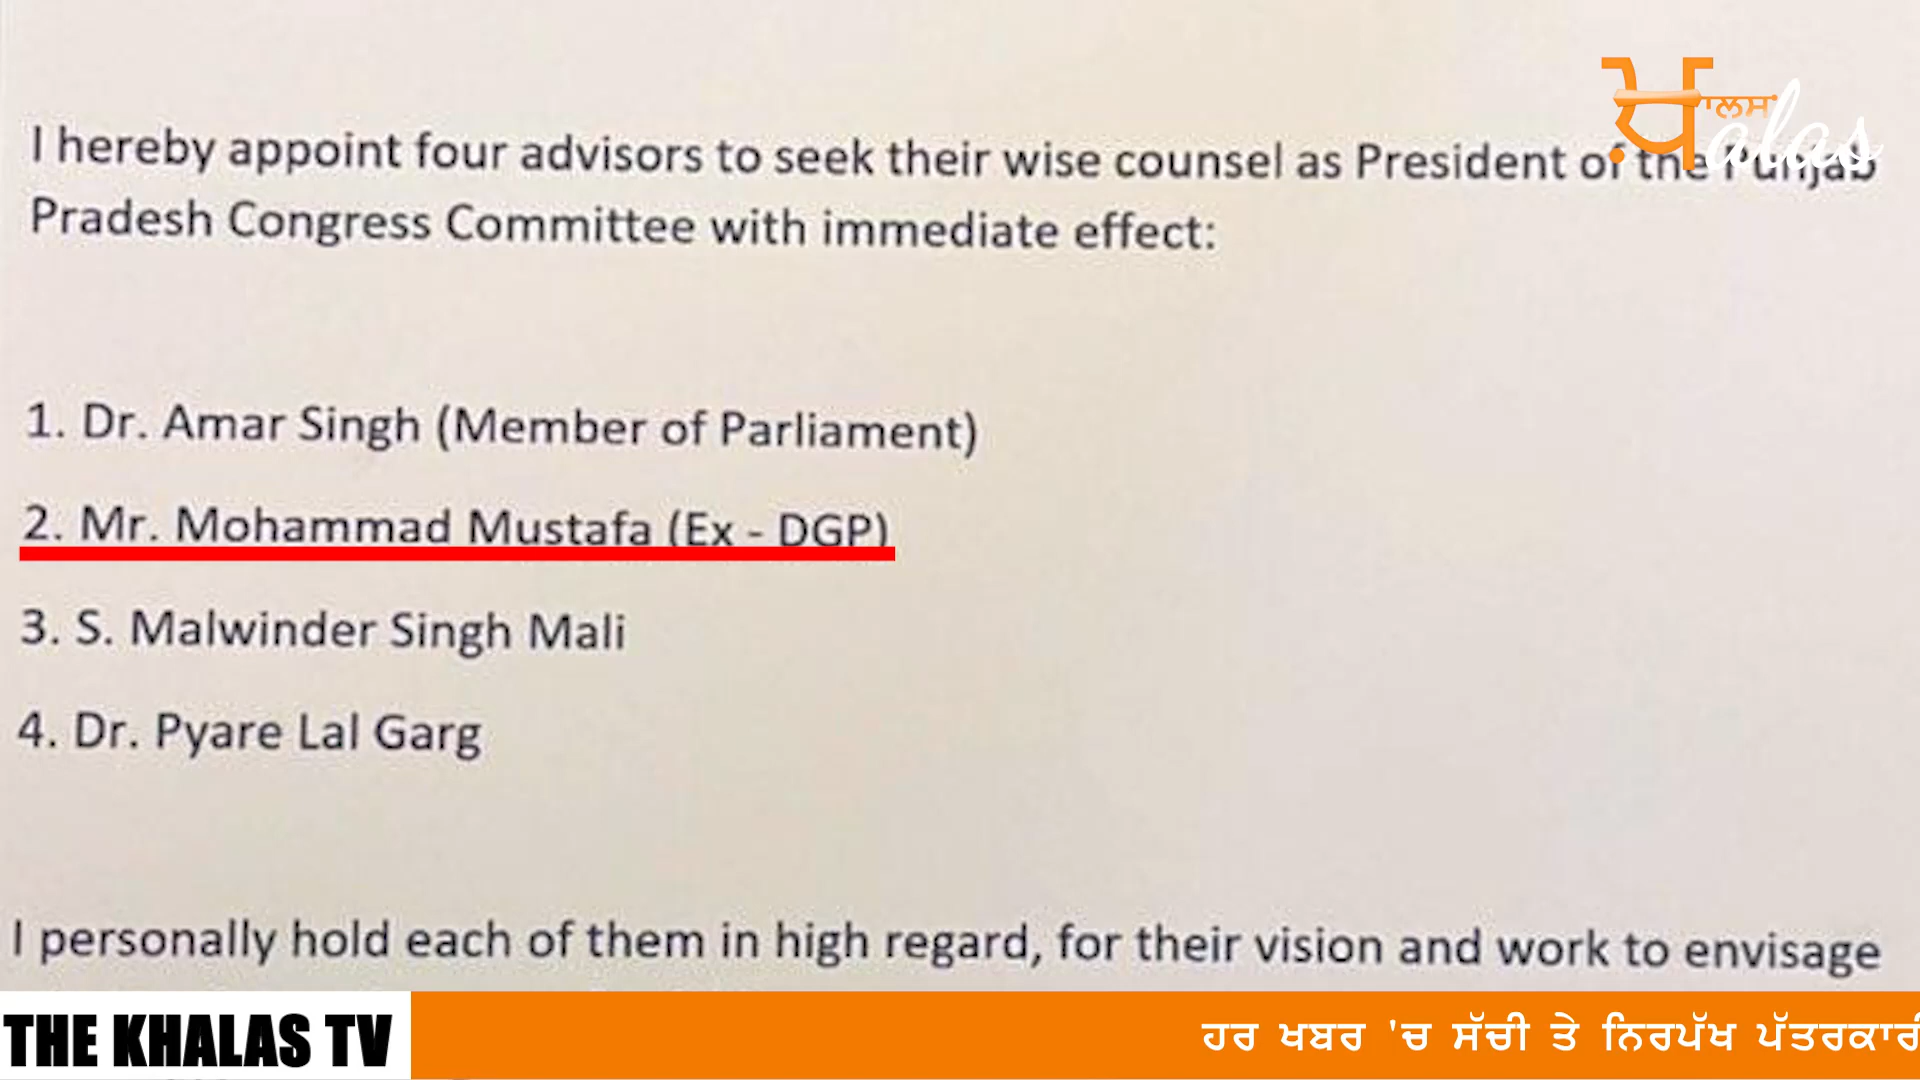 ਖ਼ਾਲਸ
alas
I hereby appoint four advisors to seek their wise counsel as President of the Punjab
Pradesh Congress Committee with immediate effect:
1. Dr. Amar Singh (Member of Parliament)
2. Mr. Mohammad Mustafa (Ex - DGP)
3. S. Malwinder Singh Mali
4. Dr. Pyare Lal Garg
I personally hold each of them in high regard, for their vision and work to envisage
THE KHALAS TV
ਹਰ ਖਬਰ 'ਚ ਸੱਚੀ ਤੇ ਨਿਰਪੱਖ ਪੱਤਰਕਾਰੀ